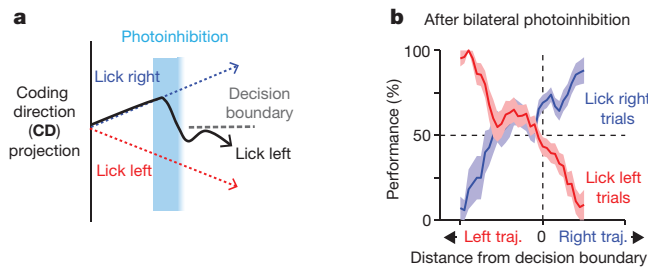 a
Photoinhibition
Lick right
Coding
direction
(CD)
projection
Decision
boundary
Lick left
Lick left
b
After bilateral photoinhibition
Performance (%)
100
50
0
Lick right
trials
Lick left
trials
Left traj. 0 Right traj.
Distance from decision boundary